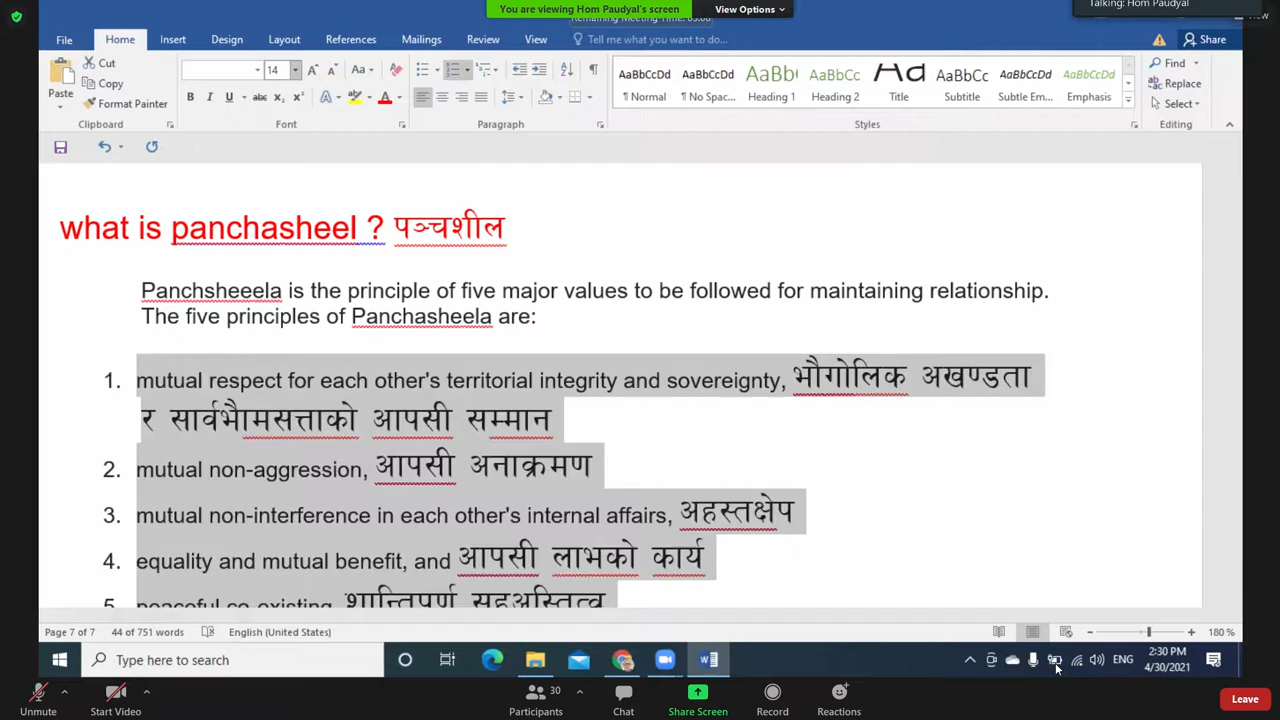 You are viewing Hom Paudyal's screen
View Options
Talking: Hom Paudyal
View
File Home Insert Design Layout References Mailings Review View Tell me what you want to do... Share
Cut
Copy
Paste
Format Painter
14
Clipboard
Font
Paragraph
AaBbCcDd AaBbCcDd AaBbC AaBbCc Aa AaBbCcD AaBbCcDd AaBbCcDd
¶ Normal ¶ No Spac... Heading 1 Heading 2 Title Subtitle Subtle Em... Emphasis
Styles
Find
Replace
Select
Editing
what is panchasheel ? पञ्चशील
Panchsheeela is the principle of five major values to be followed for maintaining relationship.
The five principles of Panchasheela are:
1. mutual respect for each other's territorial integrity and sovereignty, भौगोलिक अखण्डता
र सार्वभौामसत्ताको आपसी सम्मान
2. mutual non-aggression, आपसी अनाक्रमण
3. mutual non-interference in each other's internal affairs, अहस्तक्षेप
4. equality and mutual benefit, and आपसी लाभको कार्य
5. peaceful co-existing, शान्तिपूर्ण सहअस्तित्व
Page 7 of 7 44 of 751 words English (United States) 180 %
Type here to search
ENG
2:30 PM
4/30/2021
Unmute Start Video 30 Participants Chat Share Screen Record Reactions Leave